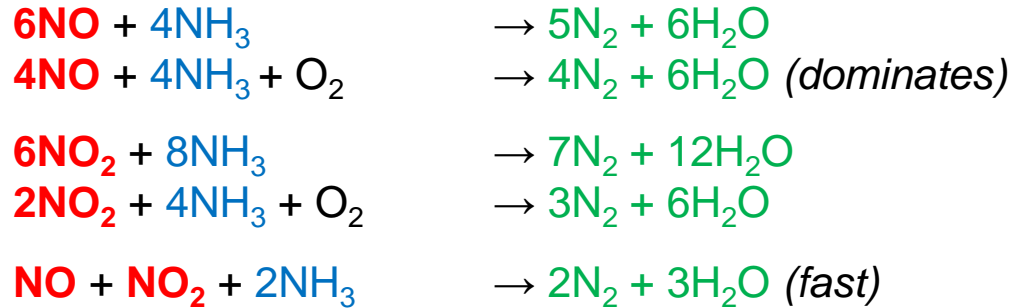 6NO + 4NH₃ → 5N₂ + 6H₂O
4NO + 4NH₃ + O₂ → 4N₂ + 6H₂O (dominates)
6NO₂ + 8NH₃ → 7N₂ + 12H₂O
2NO₂ + 4NH₃ + O₂ → 3N₂ + 6H₂O
NO + NO₂ + 2NH₃ → 2N₂ + 3H₂O (fast)